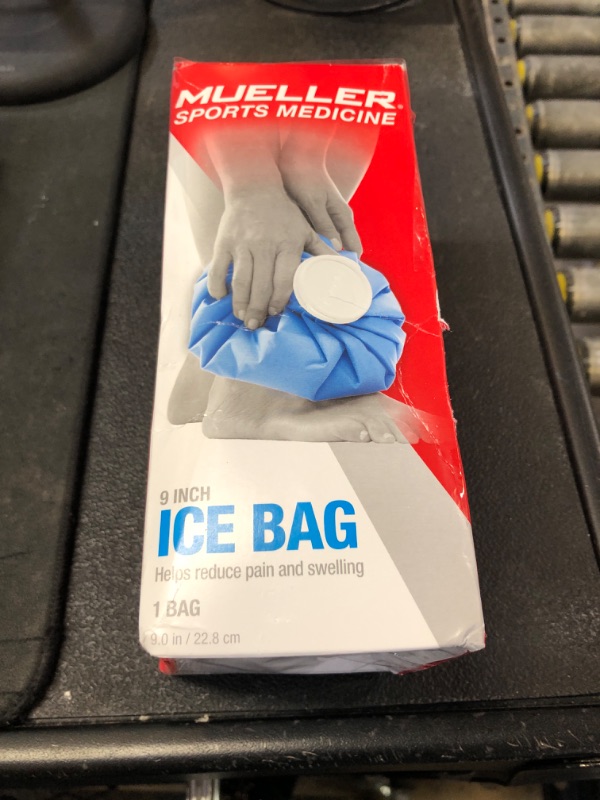 MUELLER®
SPORTS MEDICINE
9 INCH
ICE BAG
Helps reduce pain and swelling
1 BAG
9.0 in / 22.8 cm